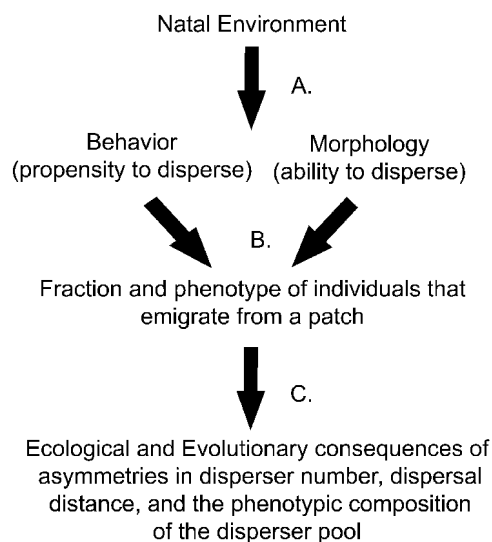 Natal Environment
A.
Behavior
(propensity to disperse)
Morphology
(ability to disperse)
B.
Fraction and phenotype of individuals that
emigrate from a patch
C.
Ecological and Evolutionary consequences of
asymmetries in disperser number, dispersal
distance, and the phenotypic composition
of the disperser pool